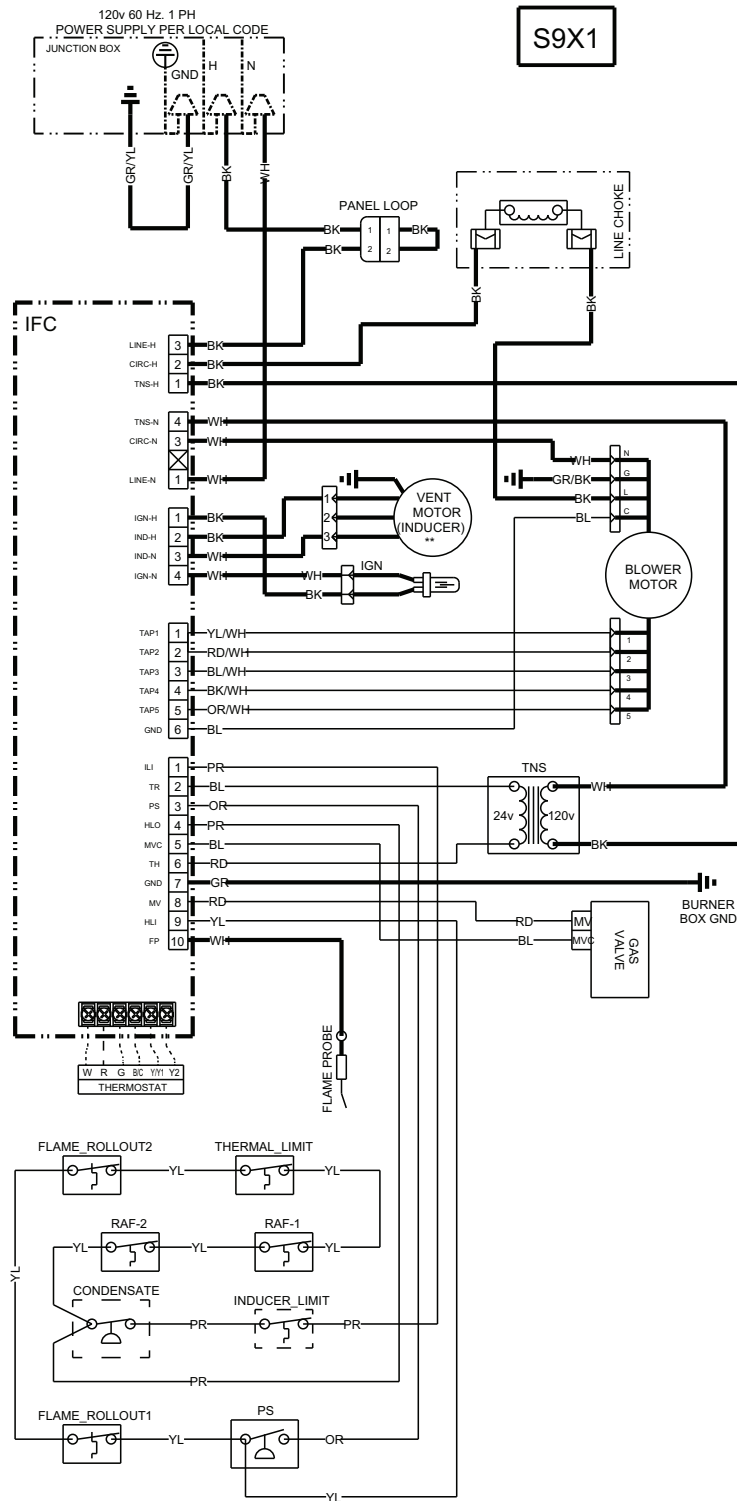 120v 60 Hz. 1 PH
POWER SUPPLY PER LOCAL CODE
S9X1
JUNCTION BOX
GND
H
N
GR/YL
GR/YL
BK
WH
PANEL LOOP
BK
1
1
BK
BK
2
2
LINE CHOKE
BK
BK
IFC
LINE-H
3
BK
CIRC-H
2
BK
TNS-H
1
BK
TNS-N
4
WH
CIRC-N
3
WH
LINE-N
1
WH
WH
N
GR/BK
G
BK
L
BL
C
BLOWER
MOTOR
IGN-H
1
BK
IND-H
2
BK
IND-N
3
WH
IGN-N
4
WH
1
2
3
VENT
MOTOR
(INDUCER)
**
WH
IGN
BK
TAP1
1
YL/WH
1
TAP2
2
RD/WH
2
TAP3
3
BL/WH
3
TAP4
4
BK/WH
4
TAP5
5
OR/WH
5
GND
6
BL
ILI
1
PR
TR
2
BL
PS
3
OR
HLO
4
PR
MVC
5
BL
TH
6
RD
GND
7
GR
MV
8
RD
HLI
9
YL
FP
10
WH
TNS
24v
120v
WH
BK
BURNER
BOX GND
RD
MV
BL
MVC
GAS
VALVE
W R G B/C Y/Y1 Y2
THERMOSTAT
FLAME PROBE
FLAME_ROLLOUT2
THERMAL_LIMIT
YL
YL
RAF-2
RAF-1
YL
YL
YL
YL
CONDENSATE
INDUCER_LIMIT
PR
PR
PR
FLAME_ROLLOUT1
PS
YL
OR
YL